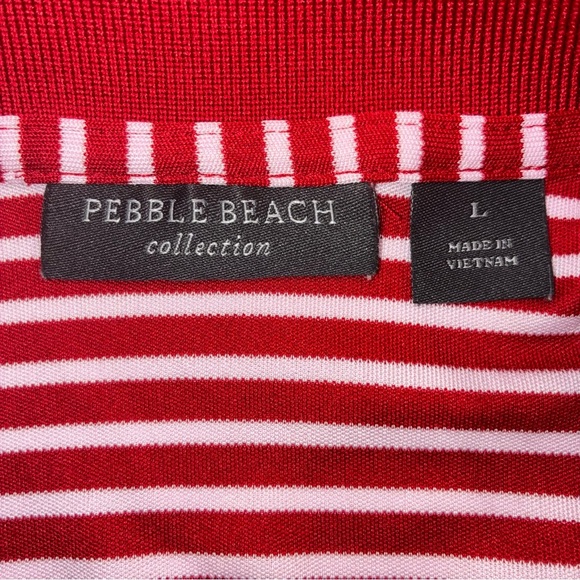 PEBBLE BEACH
collection
L
MADE IN
VIETNAM